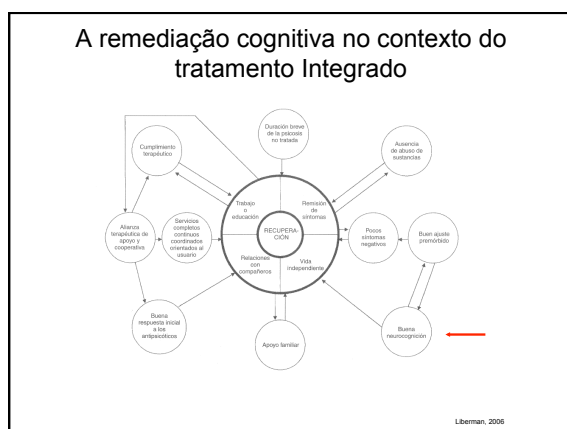 A remediação cognitiva no contexto do
tratamento Integrado
Duración breve
de la psicosis
no tratada
Cumplimiento
terapéutico
Ausencia
de abuso de
sustancias
Trabajo
o
educación
Remisión
de
síntomas
Alianza
terapéutica de
apoyo y
cooperativa
Servicios
completos
continuos
coordinados
orientados al
usuario
RECUPERA-
CIÓN
Pocos
síntomas
negativos
Buen ajuste
premórbido
Relaciones
con
compañeros
Vida
independiente
Buena
respuesta inicial
a los
antipsicóticos
Apoyo familiar
Buena
neurocognición
Liberman, 2006